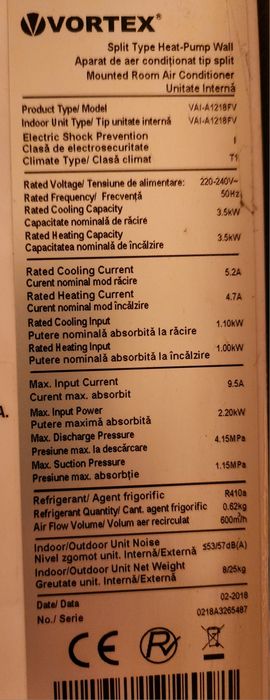 VORTEX®
Split Type Heat-Pump Wall
Aparat de aer condiționat tip split
Mounted Room Air Conditioner
Unitate Internă
Product Type/ Model VAI-A1218FV
Indoor Unit Type/ Tip unitate internă VAI-A1218FV
Electric Shock Prevention
Clasă de electrosecuritate I
Climate Type/ Clasă climat T1
Rated Voltage/ Tensiune de alimentare: 220-240V~
Rated Frequency/ Frecvență 50Hz
Rated Cooling Capacity 3.5kW
Capacitate nominală de răcire
Rated Heating Capacity 3.5kW
Capacitatea nominală de încălzire
Rated Cooling Current 5.2A
Curent nominal mod răcire
Rated Heating Current 4.7A
Curent nominal mod încălzire
Rated Cooling Input 1.10kW
Putere nominală absorbită la răcire
Rated Heating Input 1.00kW
Putere nominală absorbită la încălzire
Max. Input Current 9.5A
Curent max. absorbit
A.
Max. Input Power 2.20kW
Putere maximă absorbită
Max. Discharge Pressure 4.15MPa
Presiune max. la descărcare
Max. Suction Pressure 1.15MPa
Presiune max. absorbție
Refrigerant/ Agent frigorific R410a
Refrigerant Quantity/ Cant. agent frigorific 0.62kg
Air Flow Volume/ Volum aer recirculat 600m³/h
Indoor/Outdoor Unit Noise ≤53/57dB(A)
Nivel zgomot unit. Internă/Externă
Indoor/Outdoor Unit Net Weight 8/25kg
Greutate unit. Internă/Externă
Date/ Data 02-2018
No./ Serie 0218A3265487
CE